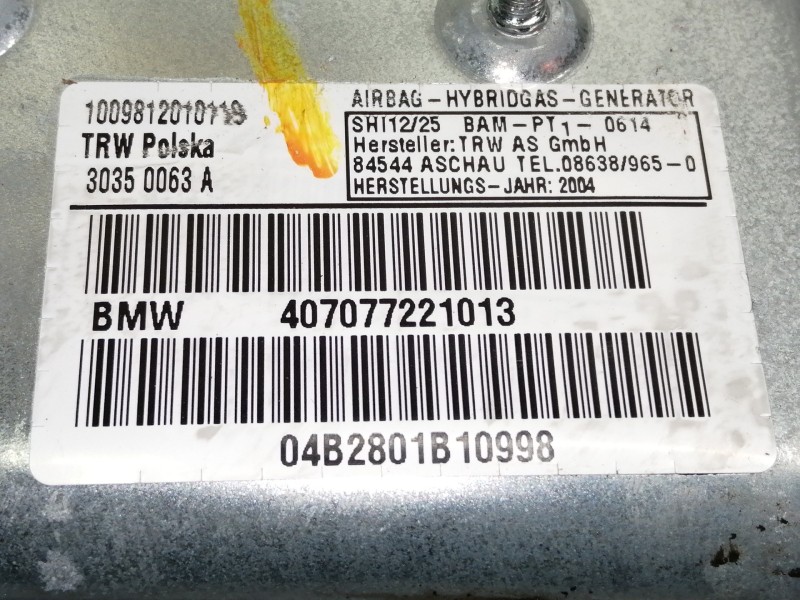 AIRBAG-HYBRIDGAS-GENERATOR
TRW Polska
3035 0063 A
SHI12/25 BAM-PT1-0614
Hersteller: TRW AS GmbH
84544 ASCHAU TEL.08638/965-0
HERSTELLUNGS-JAHR: 2004
BMW 407077221013
04B2801B10998